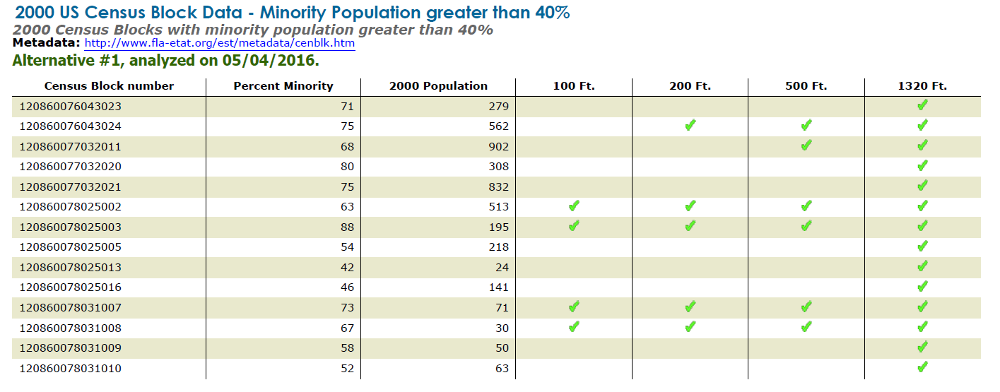 2000 US Census Block Data - Minority Population greater than 40%
2000 Census Blocks with minority population greater than 40%
Metadata: http://www.fla-etat.org/est/metadata/cenblk.htm
Alternative #1, analyzed on 05/04/2016.
Census Block number Percent Minority 2000 Population 100 Ft. 200 Ft. 500 Ft. 1320 Ft.
120860076043023 71 279 ✓
120860076043024 75 562 ✓ ✓ ✓
120860077032011 68 902 ✓ ✓
120860077032020 80 308 ✓
120860077032021 75 832 ✓
120860078025002 63 513 ✓ ✓ ✓ ✓
120860078025003 88 195 ✓ ✓ ✓ ✓
120860078025005 54 218 ✓
120860078025013 42 24 ✓
120860078025016 46 141 ✓
120860078031007 73 71 ✓ ✓ ✓ ✓
120860078031008 67 30 ✓ ✓ ✓ ✓
120860078031009 58 50 ✓
120860078031010 52 63 ✓